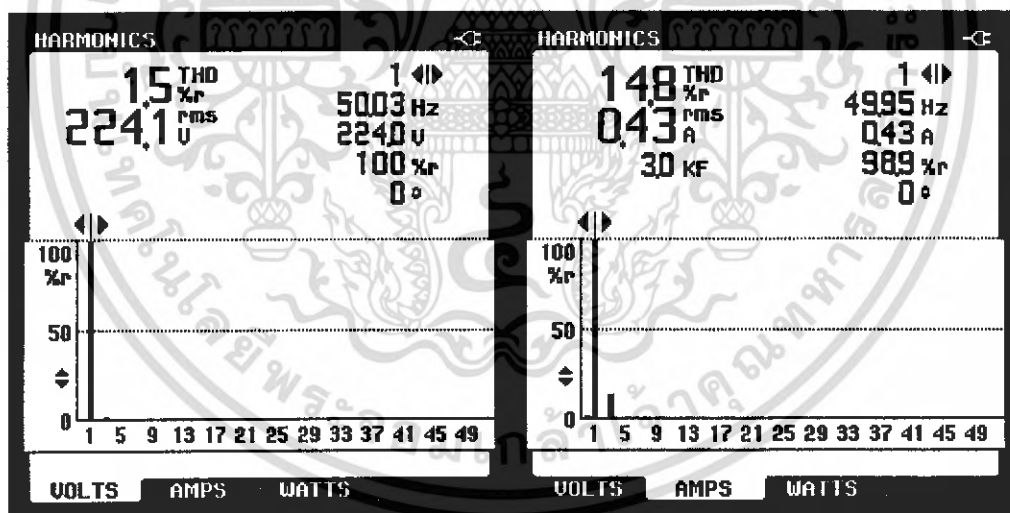 HARMONICS
1.5 THD %r
224.1 rms V
1
50.03 Hz
224.0 V
100 %r
0 °
100
%r
50
0
1 5 9 13 17 21 25 29 33 37 41 45 49
VOLTS AMPS WATTS
HARMONICS
14.8 THD %r
0.43 rms A
3.0 KF
1
49.95 Hz
0.43 A
98.9 %r
0 °
100
%r
50
0
1 5 9 13 17 21 25 29 33 37 41 45 49
VOLTS AMPS WATTS